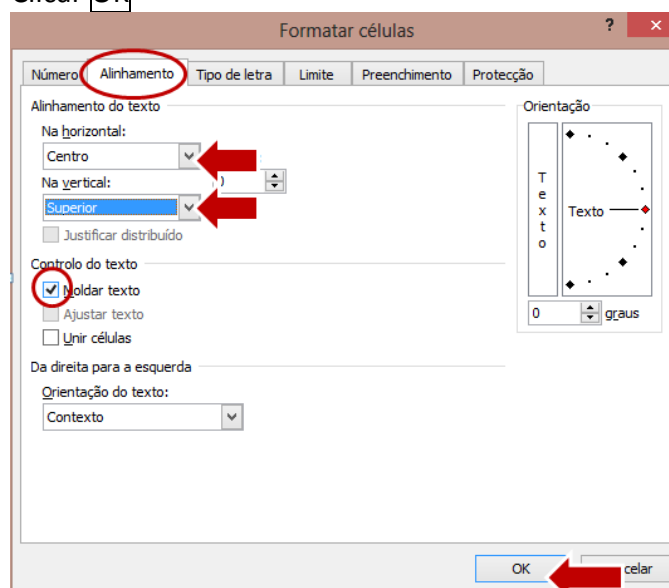 Clicar OK
Formatar células
?
×
Número Alinhamento Tipo de letra Limite Preenchimento Protecção
Alinhamento do texto
Na horizontal:
Centro
Na vertical:
Superior
Justificar distribuído
Controlo do texto
Moldar texto
Ajustar texto
Unir células
Da direita para a esquerda
Orientação do texto:
Contexto
Orientação
Texto
Texto
0 graus
OK